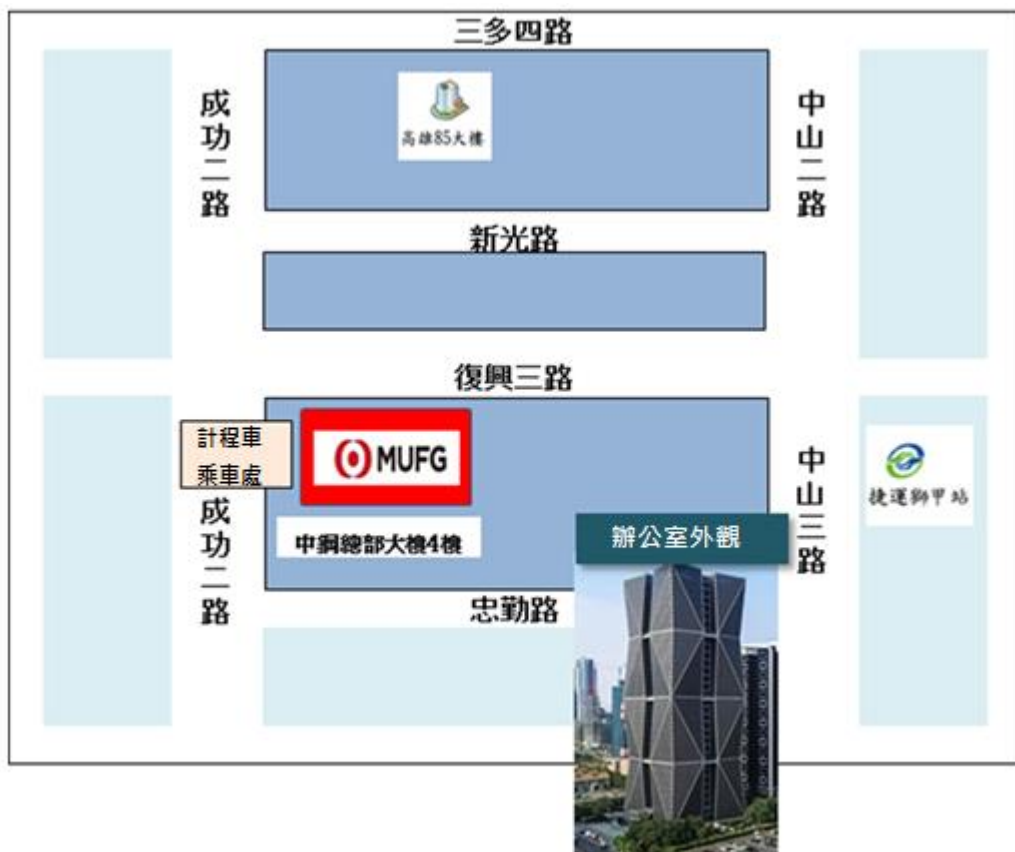 三多四路
成功二路
高雄85大樓
中山二路
新光路
復興三路
計程車
乘車處
MUFG
成功二路
中鋼總部大樓4樓
辦公室外觀
中山三路
捷運獅甲站
忠勤路